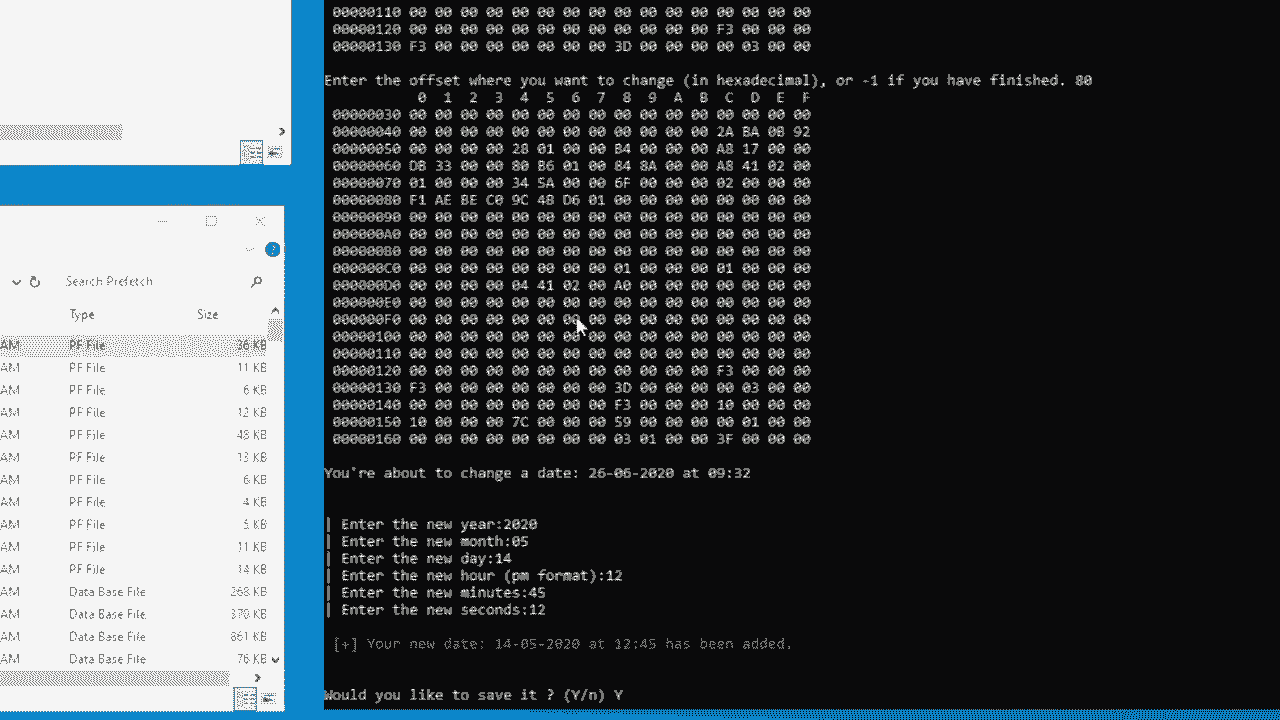 Search Prefetch
Type Size
AM PF File 36 KB
AM PF File 11 KB
AM PF File 6 KB
AM PF File 12 KB
AM PF File 48 KB
AM PF File 13 KB
AM PF File 6 KB
AM PF File 4 KB
AM PF File 5 KB
AM PF File 11 KB
AM PF File 14 KB
AM Data Base File 268 KB
AM Data Base File 376 KB
AM Data Base File 861 KB
AM Data Base File 76 KB
00000110 00 00 00 00 00 00 00 00 00 00 00 00 00 00 00 00
00000120 00 00 00 00 00 00 00 00 00 00 00 00 F3 00 00 00
00000130 F3 00 00 00 00 00 00 00 3D 00 00 00 00 03 00 00
Enter the offset where you want to change (in hexadecimal), or -1 if you have finished. 80
0 1 2 3 4 5 6 7 8 9 A B C D E F
00000030 00 00 00 00 00 00 00 00 00 00 00 00 00 00 00 00
00000040 00 00 00 00 00 00 00 00 00 00 00 00 2A BA 0B 92
00000050 00 00 00 00 28 01 00 00 B4 00 00 00 A8 17 00 00
00000060 DB 33 00 00 80 B6 01 00 84 8A 00 00 A8 41 02 00
00000070 01 00 00 00 34 5A 00 00 6F 00 00 00 02 00 00 00
00000080 F1 AE BE C0 9C 4B D6 01 00 00 00 00 00 00 00 00
00000090 00 00 00 00 00 00 00 00 00 00 00 00 00 00 00 00
000000A0 00 00 00 00 00 00 00 00 00 00 00 00 00 00 00 00
000000B0 00 00 00 00 00 00 00 00 00 00 00 00 00 00 00 00
000000C0 00 00 00 00 00 00 00 00 01 00 00 00 01 00 00 00
000000D0 00 00 00 00 04 41 02 00 A0 00 00 00 00 00 00 00
000000E0 00 00 00 00 00 00 00 00 00 00 00 00 00 00 00 00
000000F0 00 00 00 00 00 00 00 00 00 00 00 00 00 00 00 00
00000100 00 00 00 00 00 00 00 00 00 00 00 00 00 00 00 00
00000110 00 00 00 00 00 00 00 00 00 00 00 00 00 00 00 00
00000120 00 00 00 00 00 00 00 00 00 00 00 00 F3 00 00 00
00000130 F3 00 00 00 00 00 00 00 3D 00 00 00 00 03 00 00
00000140 00 00 00 00 00 00 00 00 F3 00 00 00 10 00 00 00
00000150 10 00 00 00 7C 00 00 00 59 00 00 00 00 01 00 00
00000160 00 00 00 00 00 00 00 00 03 01 00 00 3F 00 00 00
You're about to change a date: 26-06-2020 at 09:32
| Enter the new year:2020
| Enter the new month:05
| Enter the new day:14
| Enter the new hour (pm format):12
| Enter the new minutes:45
| Enter the new seconds:12
[+] Your new date: 14-05-2020 at 12:45 has been added.
Would you like to save it ? (Y/n) Y